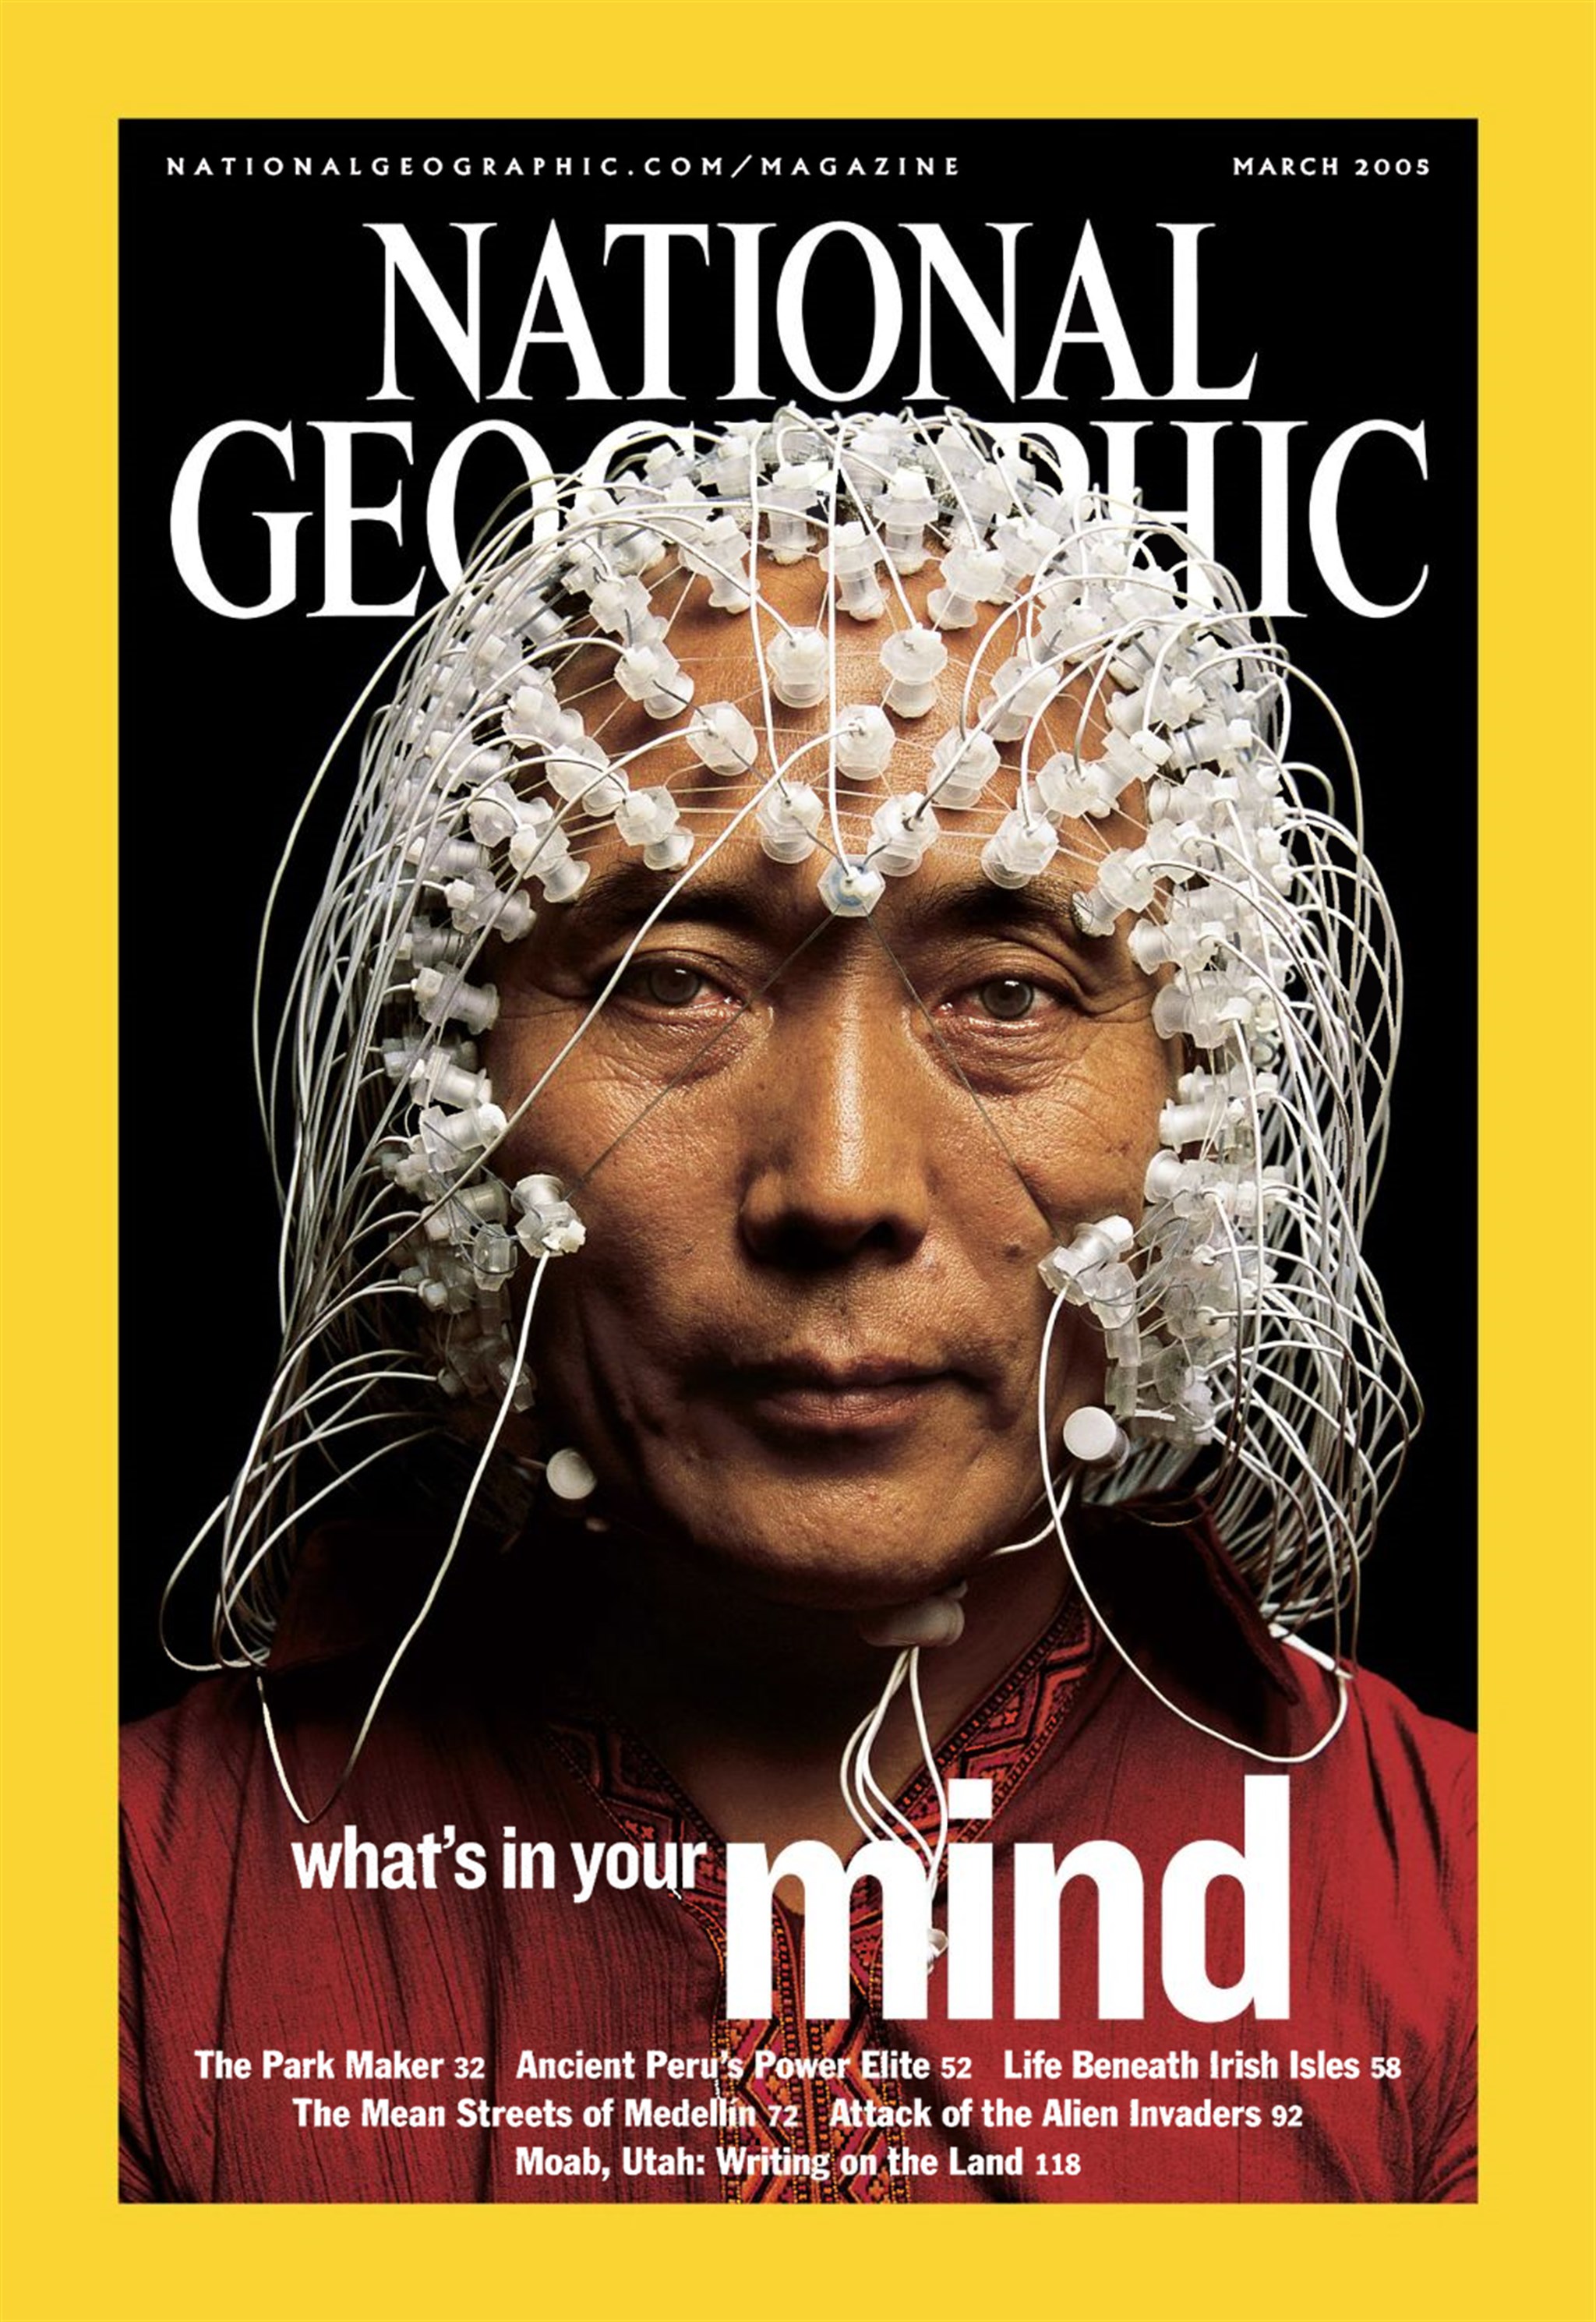 NATIONALGEOGRAPHIC.COM/MAGAZINE MARCH 2005
NATIONAL
GEOGRAPHIC
what's in your mind
The Park Maker 32 Ancient Peru's Power Elite 52 Life Beneath Irish Isles 58
The Mean Streets of Medellín 72 Attack of the Alien Invaders 92
Moab, Utah: Writing on the Land 118